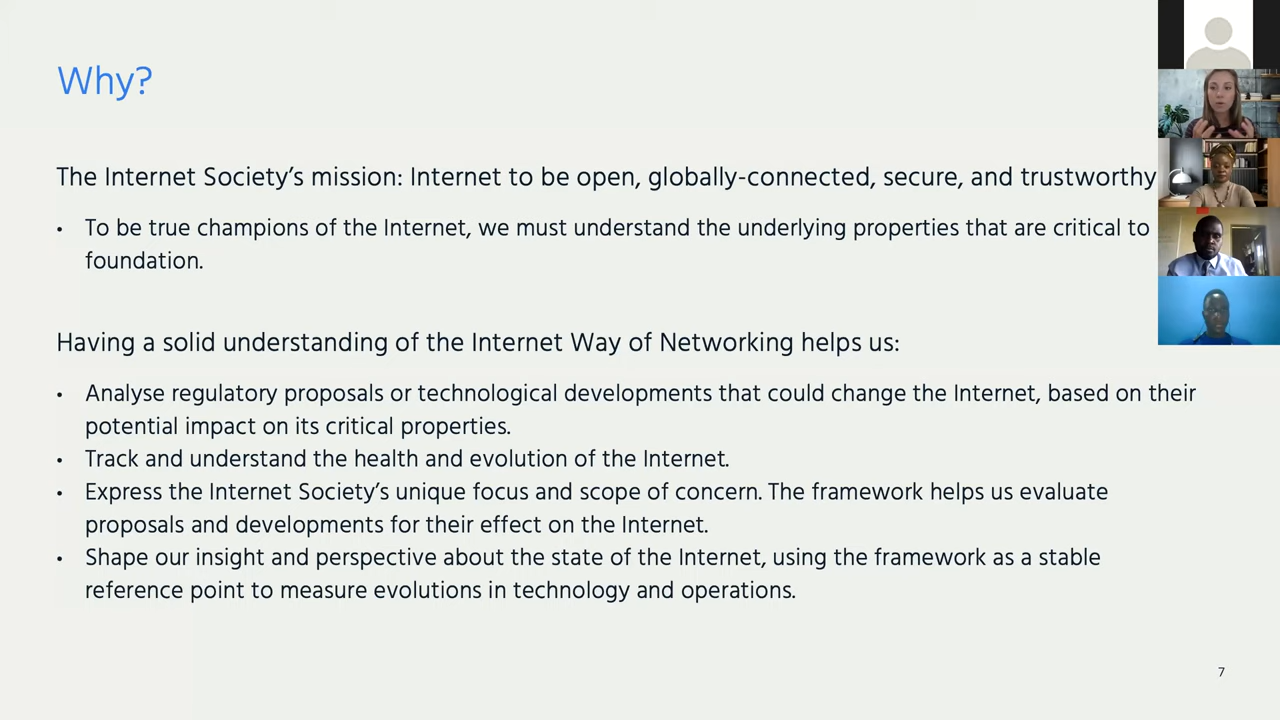 Why?
The Internet Society’s mission: Internet to be open, globally-connected, secure, and trustworthy
• To be true champions of the Internet, we must understand the underlying properties that are critical to
foundation.
Having a solid understanding of the Internet Way of Networking helps us:
• Analyse regulatory proposals or technological developments that could change the Internet, based on their
potential impact on its critical properties.
• Track and understand the health and evolution of the Internet.
• Express the Internet Society’s unique focus and scope of concern. The framework helps us evaluate
proposals and developments for their effect on the Internet.
• Shape our insight and perspective about the state of the Internet, using the framework as a stable
reference point to measure evolutions in technology and operations.
7